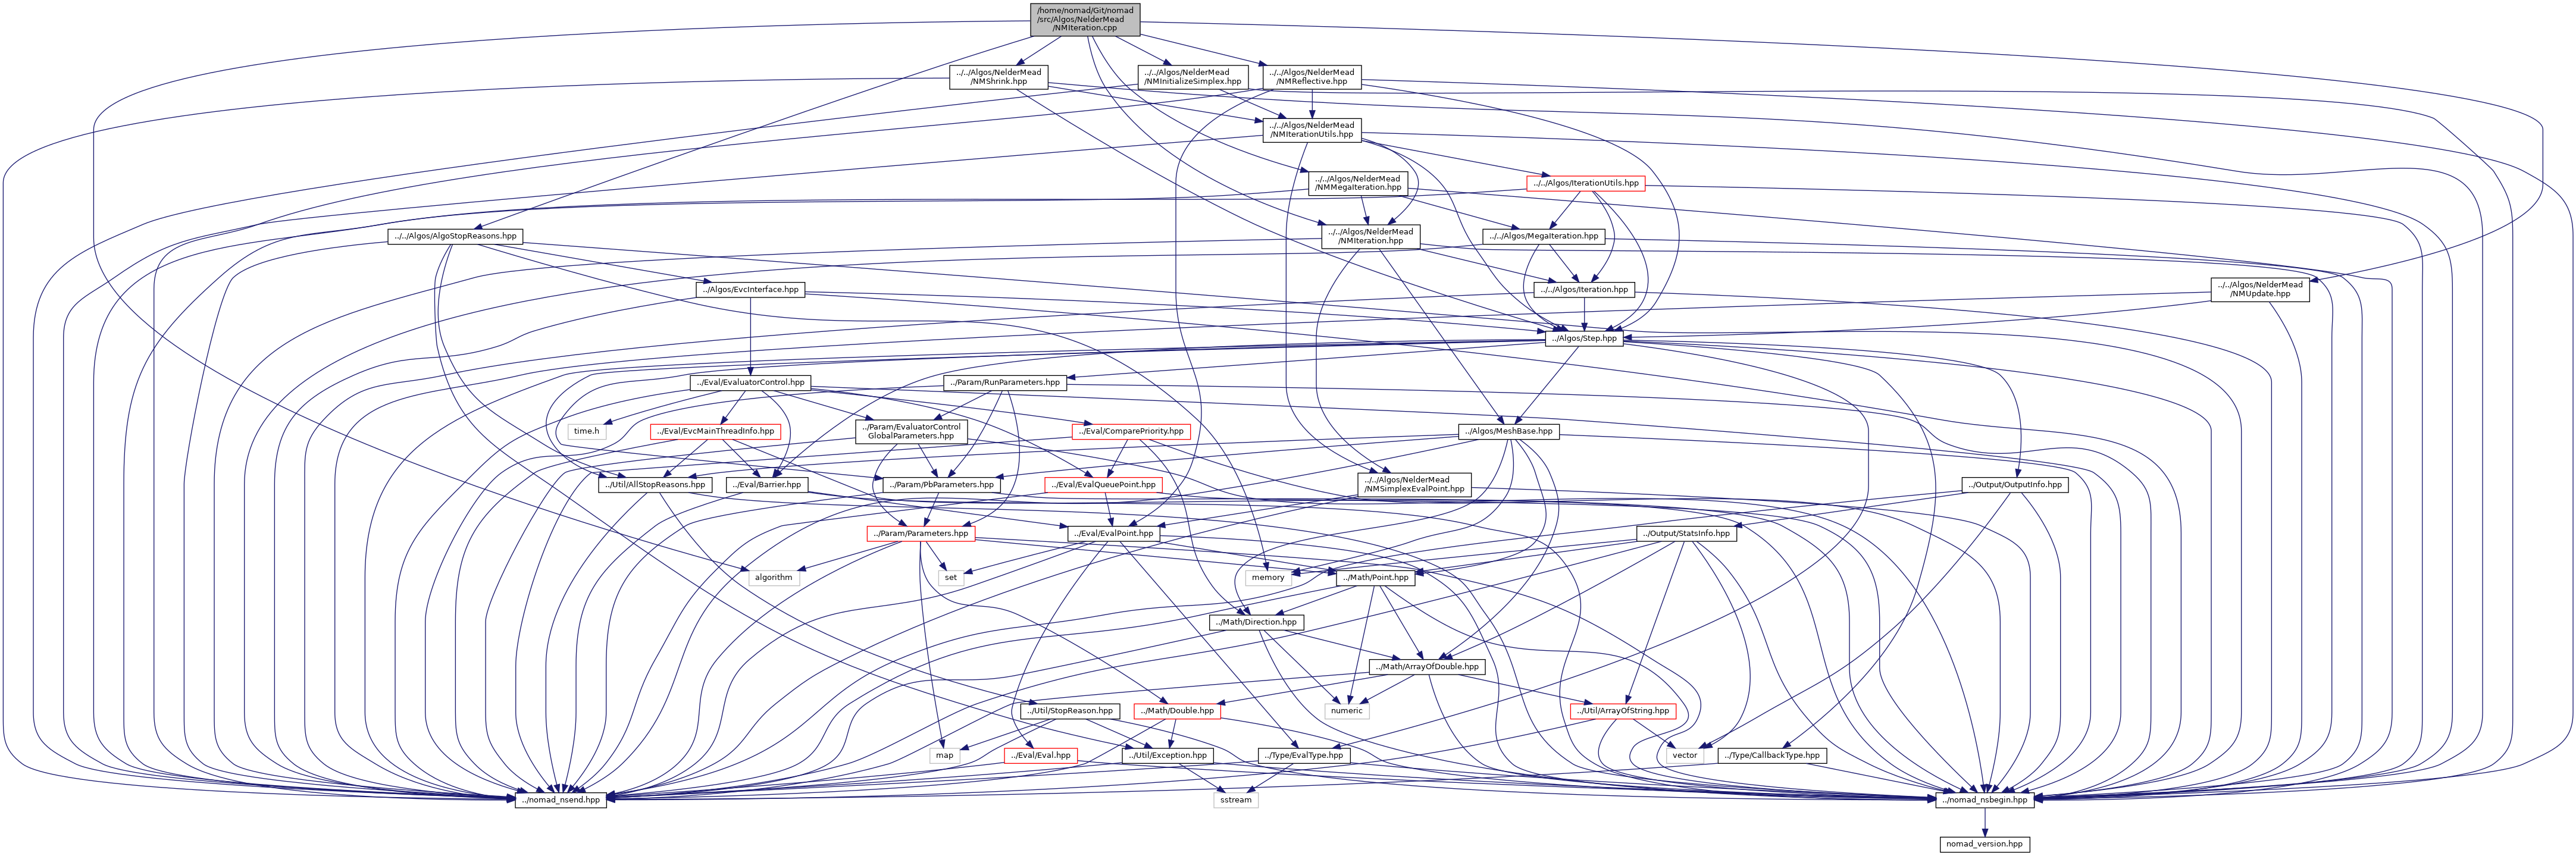 /home/nomad/Git/nomad
/src/Algos/NelderMead
/NMIteration.cpp
../../Algos/NelderMead
/NMShrink.hpp
../../Algos/NelderMead
/NMInitializeSimplex.hpp
../../Algos/NelderMead
/NMReflective.hpp
../../Algos/NelderMead
/NMIterationUtils.hpp
../../Algos/NelderMead
/NMMegaIteration.hpp
../../Algos/IterationUtils.hpp
../../Algos/AlgoStopReasons.hpp
../../Algos/NelderMead
/NMIteration.hpp
../../Algos/MegaIteration.hpp
../Algos/EvcInterface.hpp
../../Algos/Iteration.hpp
../../Algos/NelderMead
/NMUpdate.hpp
../Algos/Step.hpp
../Eval/EvaluatorControl.hpp
../Param/RunParameters.hpp
time.h
../Eval/EvcMainThreadInfo.hpp
../Param/EvaluatorControl
GlobalParameters.hpp
../Eval/ComparePriority.hpp
../Algos/MeshBase.hpp
../Util/AllStopReasons.hpp
../Eval/Barrier.hpp
../Param/PbParameters.hpp
../Eval/EvalQueuePoint.hpp
../../Algos/NelderMead
/NMSimplexEvalPoint.hpp
../Output/OutputInfo.hpp
../Param/Parameters.hpp
../Eval/EvalPoint.hpp
../Output/StatsInfo.hpp
algorithm
set
memory
../Math/Point.hpp
../Math/Direction.hpp
../Math/ArrayOfDouble.hpp
../Util/StopReason.hpp
../Math/Double.hpp
numeric
../Util/ArrayOfString.hpp
map
../Eval/Eval.hpp
../Util/Exception.hpp
../Type/EvalType.hpp
vector
../Type/CallbackType.hpp
../nomad_nsend.hpp
sstream
../nomad_nsbegin.hpp
nomad_version.hpp